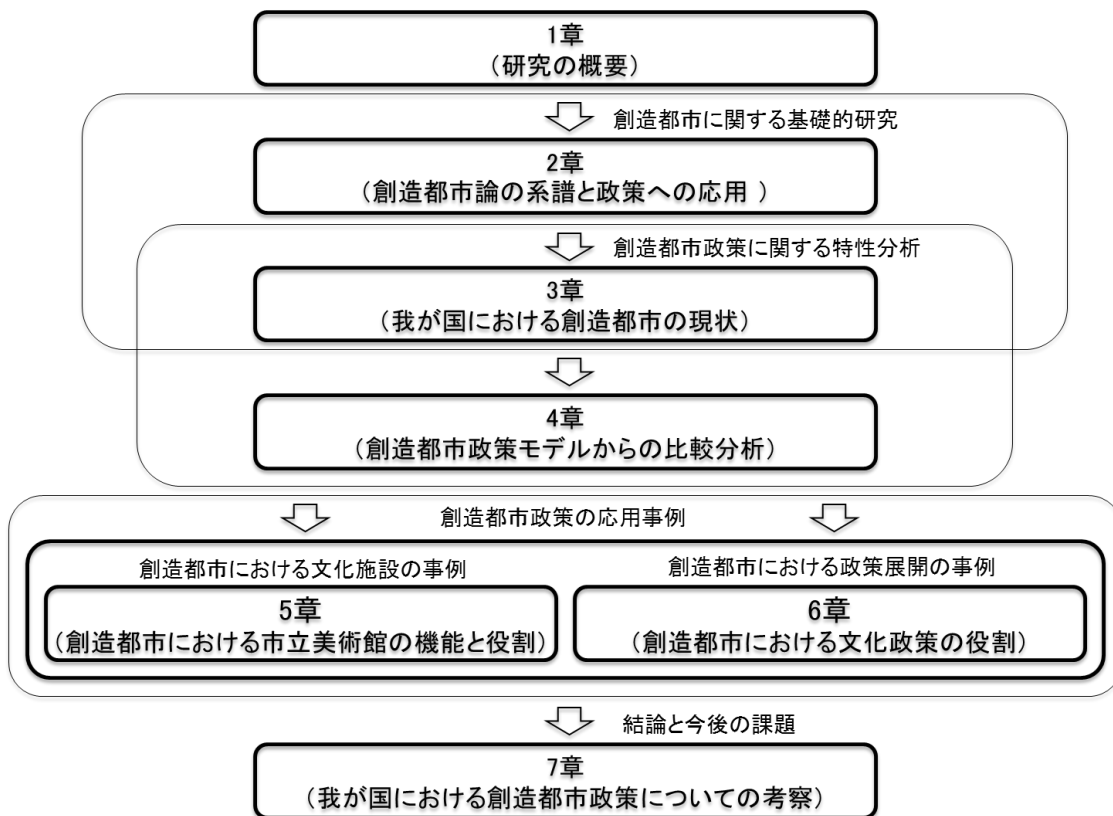 1章
（研究の概要）
創造都市に関する基礎的研究
2章
（創造都市論の系譜と政策への応用 ）
創造都市政策に関する特性分析
3章
（我が国における創造都市の現状）
4章
（創造都市政策モデルからの比較分析）
創造都市政策の応用事例
創造都市における文化施設の事例
5章
（創造都市における市立美術館の機能と役割）
創造都市における政策展開の事例
6章
（創造都市における文化政策の役割）
結論と今後の課題
7章
（我が国における創造都市政策についての考察）